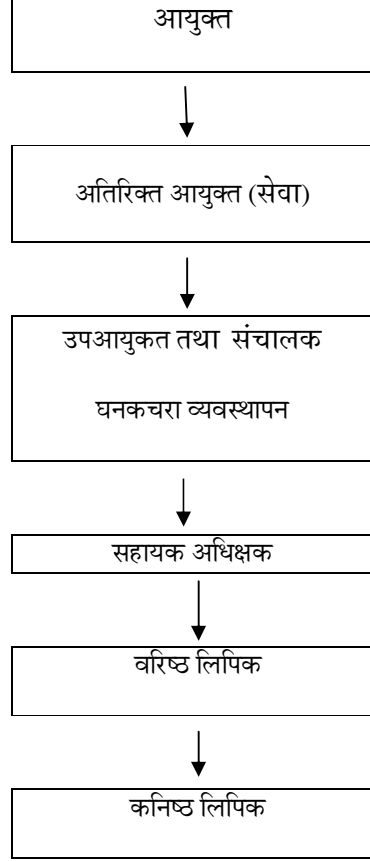 आयुक्त
अतिरिक्त आयुक्त (सेवा)
उपआयुकत तथा संचालक
घनकचरा व्यवस्थापन
सहायक अधिक्षक
वरिष्ठ लिपिक
कनिष्ठ लिपिक